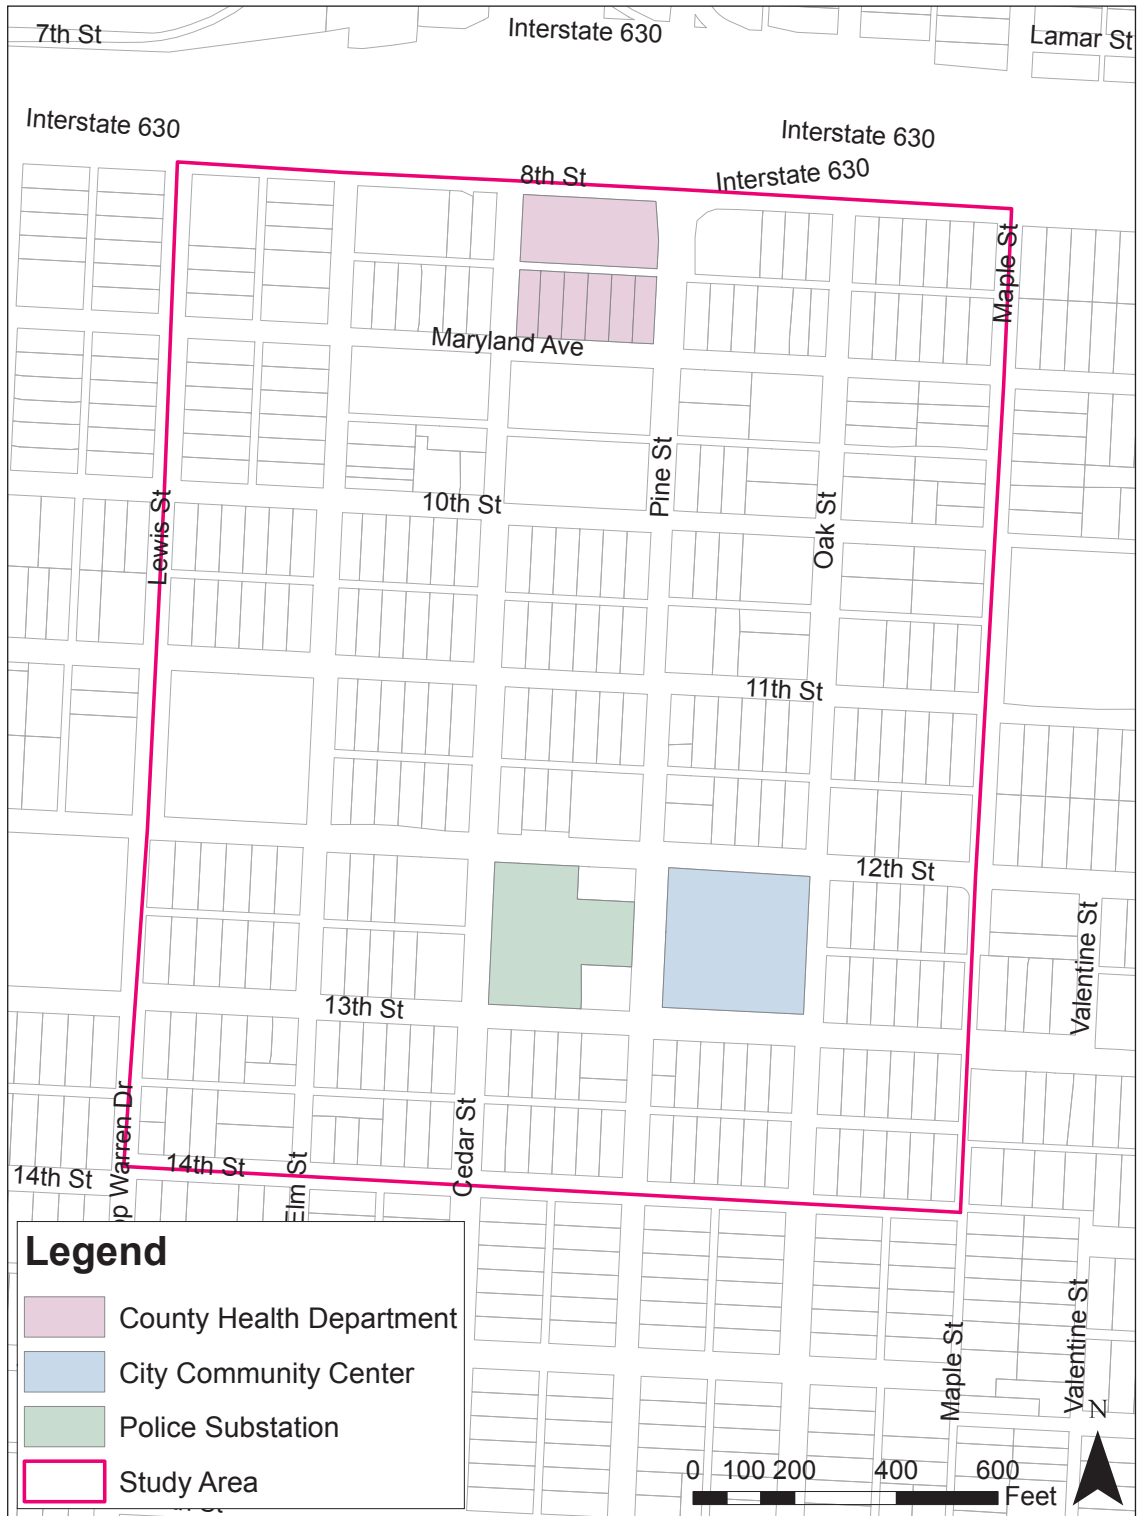 7th St
Interstate 630
Lamar St
Interstate 630
Interstate 630
8th St
Interstate 630
Maple St
Maryland Ave
Pine St
10th St
Lewis St
Oak St
11th St
12th St
Valentine St
13th St
Warren Dr
Cedar St
14th St
14th St
Elm St
Legend
County Health Department
City Community Center
Police Substation
Study Area
Maple St
Valentine St
N
0 100 200 400 600
Feet